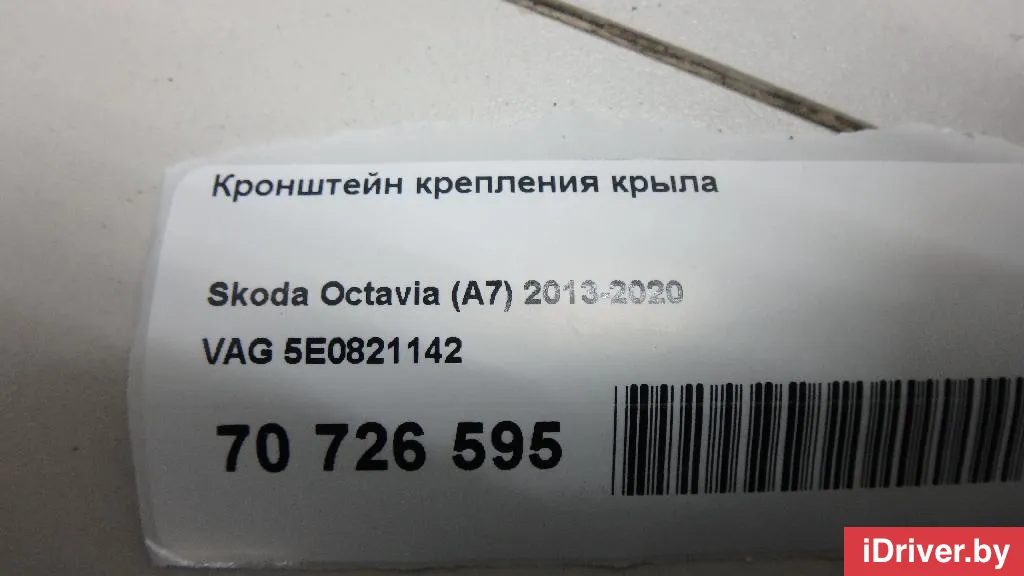 Кронштейн крепления крыла
Skoda Octavia (A7) 2013-2020
VAG 5E0821142
70 726 595
iDriver.by